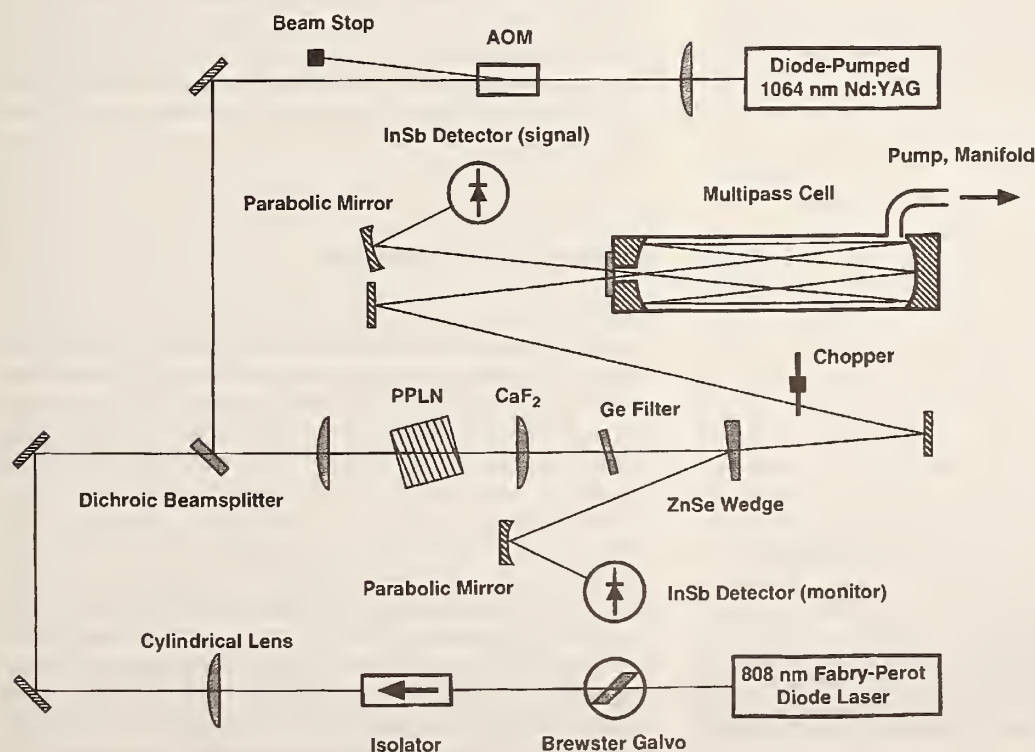 Beam Stop
AOM
Diode-Pumped
1064 nm Nd:YAG
InSb Detector (signal)
Pump, Manifold
Parabolic Mirror
Multipass Cell
Chopper
PPLN
CaF₂
Ge Filter
Dichroic Beamsplitter
ZnSe Wedge
Parabolic Mirror
InSb Detector (monitor)
Cylindrical Lens
808 nm Fabry-Perot
Diode Laser
Isolator
Brewster Galvo